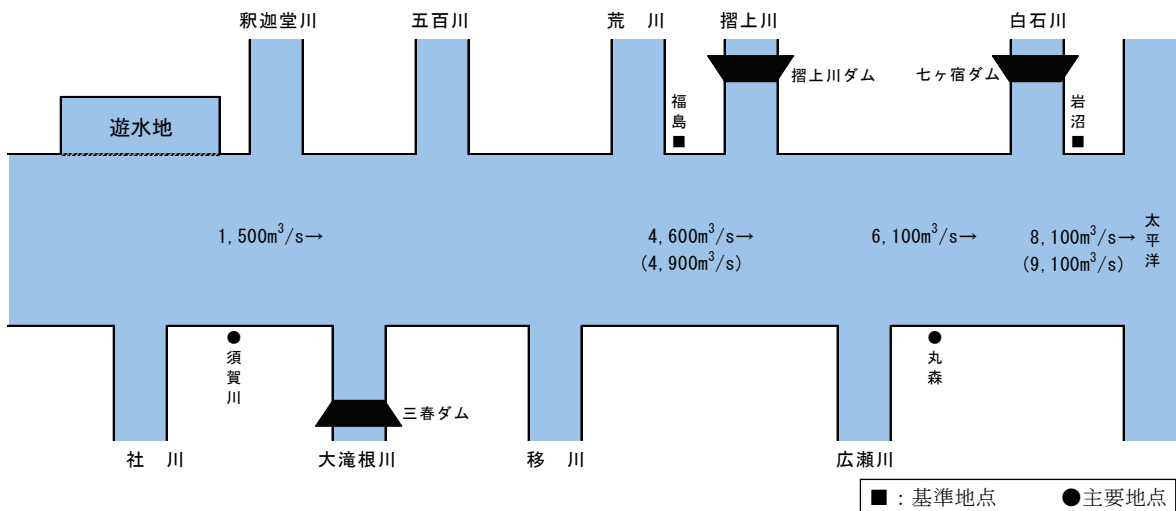 釈迦堂川 五百川 荒 川 摺上川 白石川
摺上川ダム 七ヶ宿ダム
遊水地
福島
岩沼
1,500m³/s→ 4,600m³/s→ 6,100m³/s→ 8,100m³/s→
(4,900m³/s) (9,100m³/s)
太平洋
須賀川
丸森
三春ダム
社 川 大滝根川 移 川 広瀬川
■：基準地点 ●主要地点